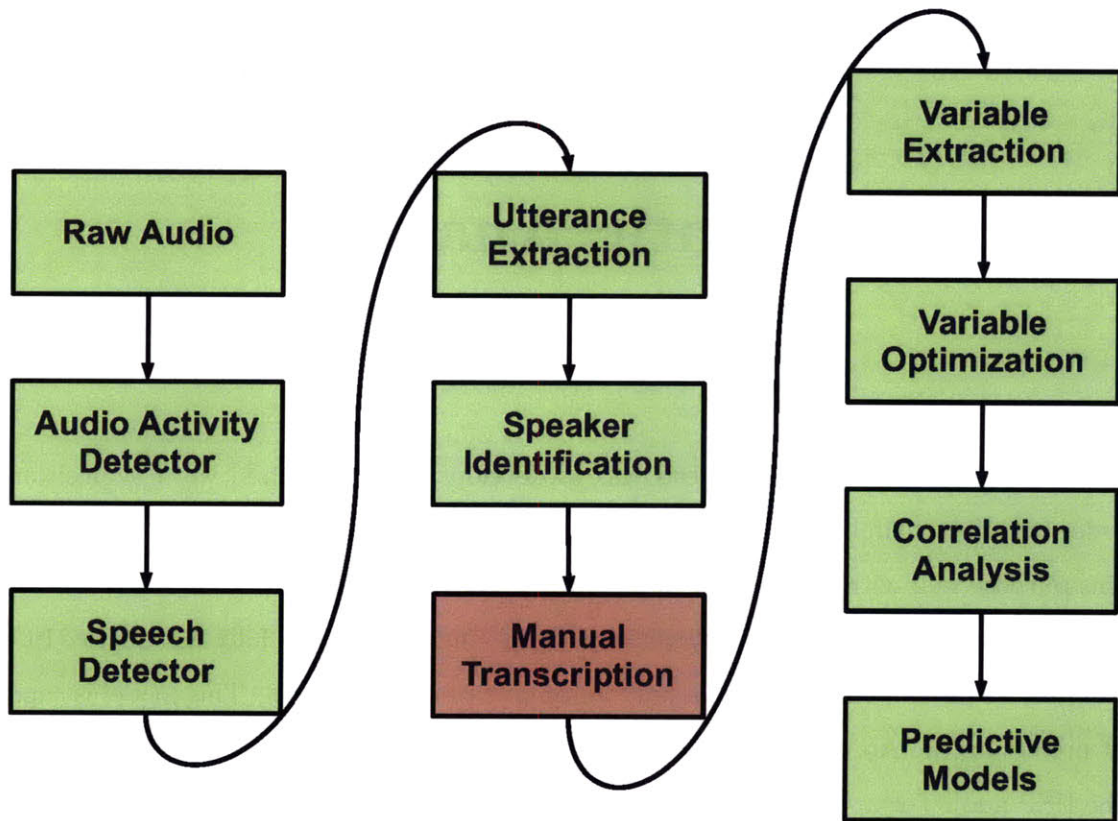 Raw Audio
Audio Activity
Detector
Speech
Detector
Utterance
Extraction
Speaker
Identification
Manual
Transcription
Variable
Extraction
Variable
Optimization
Correlation
Analysis
Predictive
Models